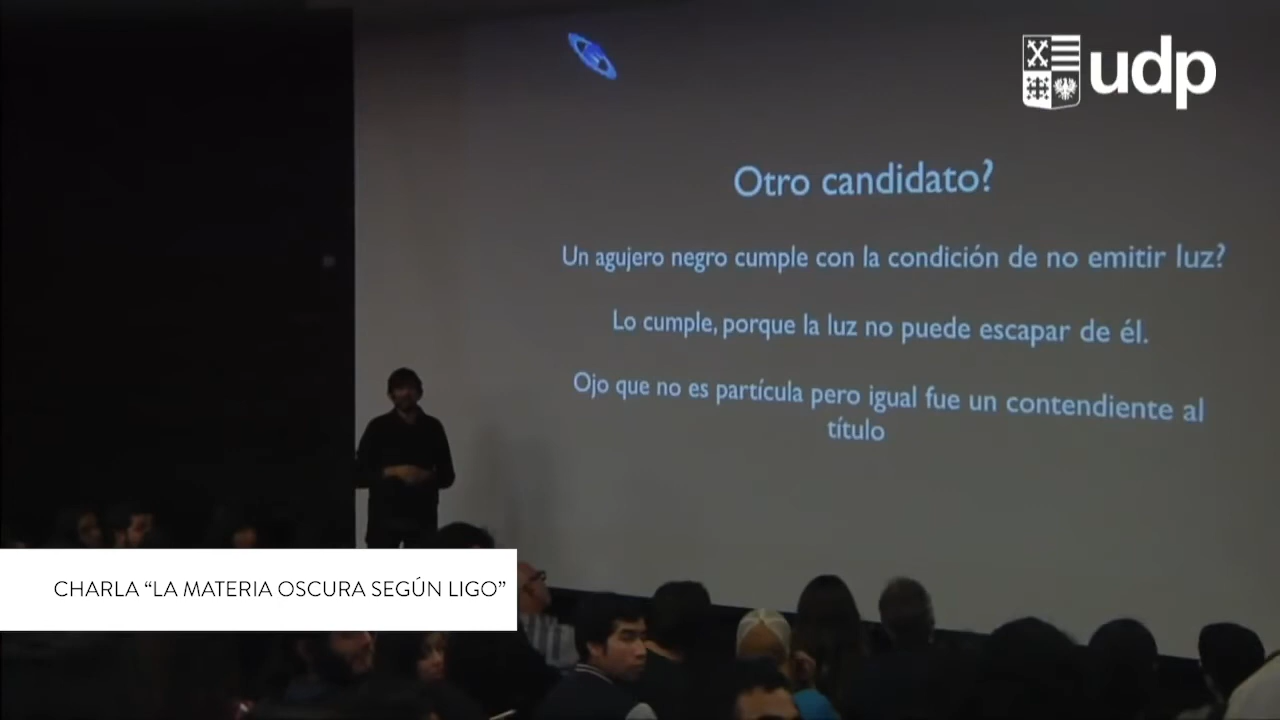 udp
Otro candidato?
Un agujero negro cumple con la condición de no emitir luz?
Lo cumple, porque la luz no puede escapar de él.
Ojo que no es partícula pero igual fue un contendiente al
título
CHARLA “LA MATERIA OSCURA SEGÚN LIGO”